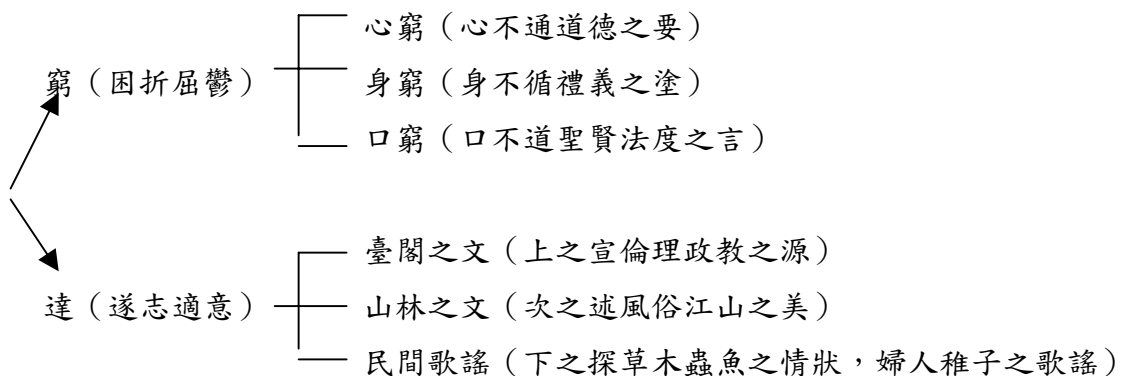 心窮（心不通道德之要）
窮（困折屈鬱）
身窮（身不循禮義之塗）
口窮（口不道聖賢法度之言）
臺閣之文（上之宣倫理政教之源）
達（遂志適意）
山林之文（次之述風俗江山之美）
民間歌謠（下之探草木蟲魚之情狀，婦人稚子之歌謠）